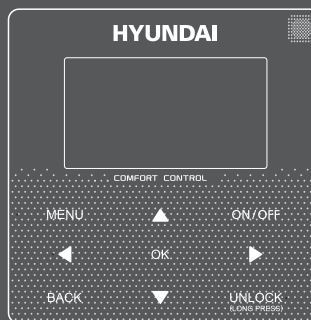 HYUNDAI
COMFORT CONTROL
MENU
ON/OFF
OK
BACK
UNLOCK
(LONG PRESS)